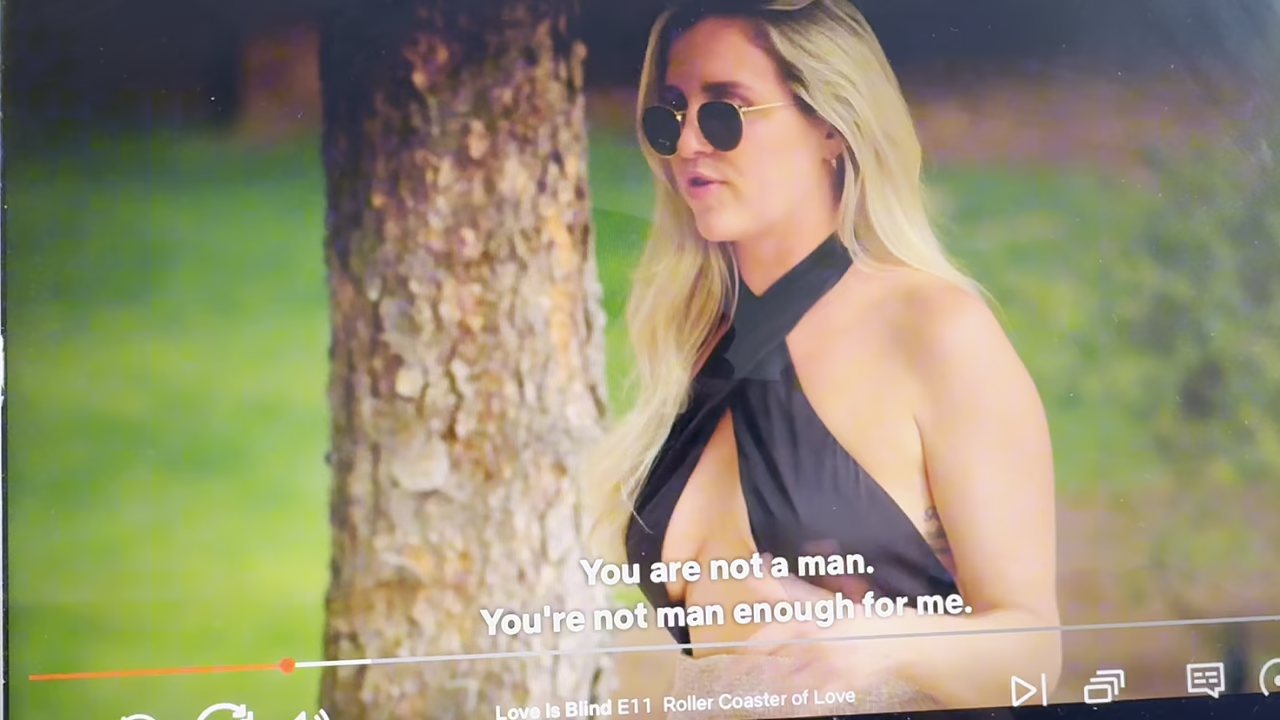 You are not a man.
You're not man enough for me.
Love Is Blind E11 Roller Coaster of Love